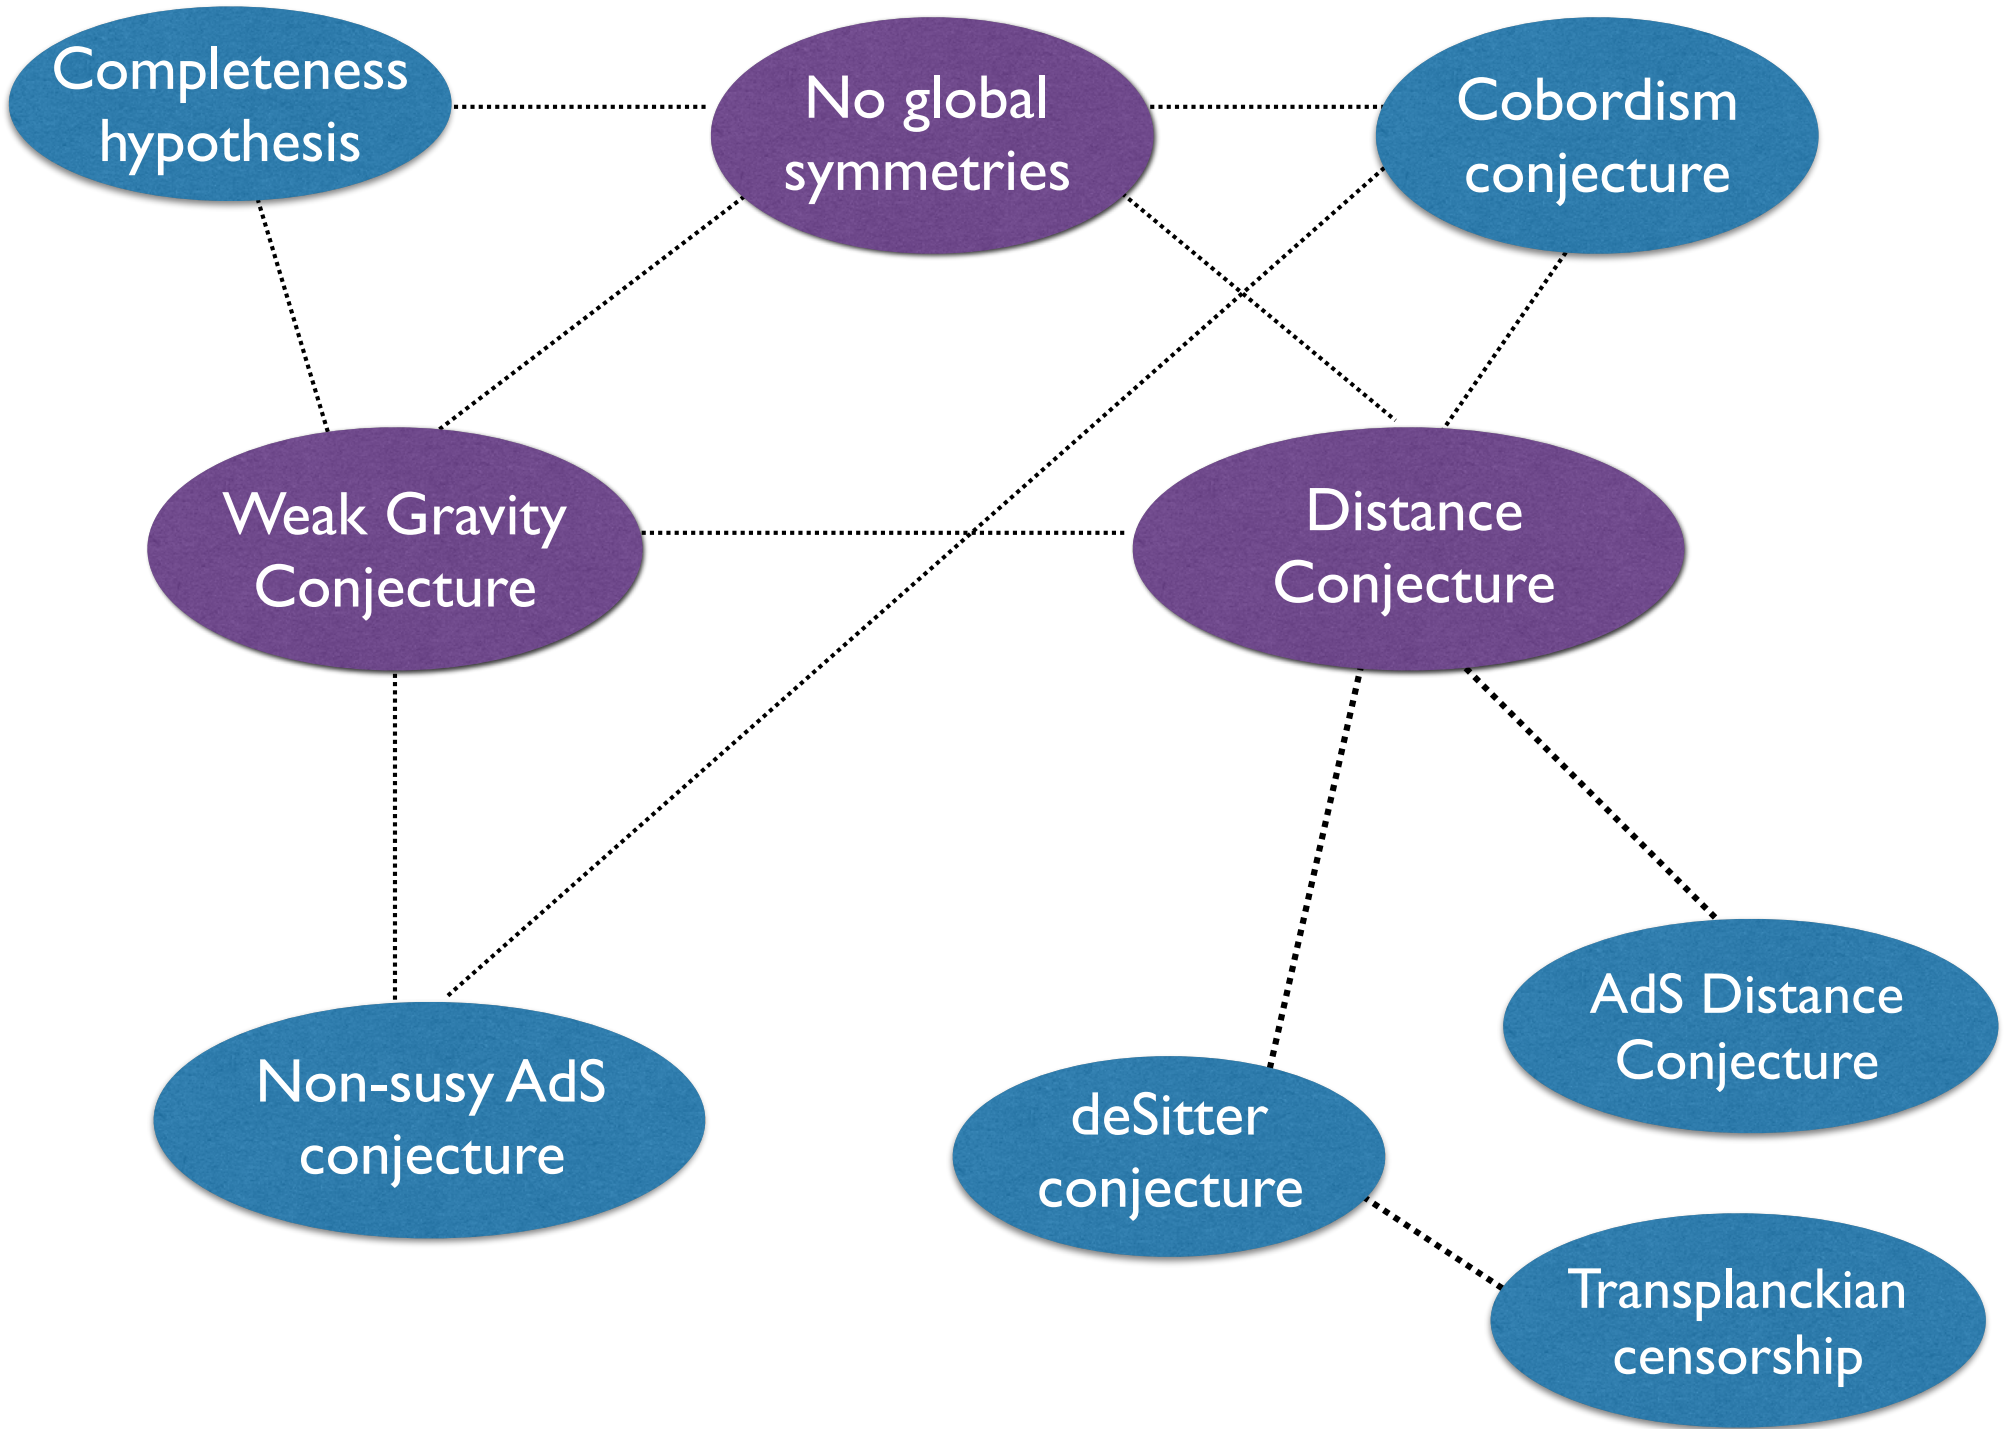 Completeness
hypothesis
No global
symmetries
Cobordism
conjecture
Weak Gravity
Conjecture
Distance
Conjecture
Non-susy AdS
conjecture
deSitter
conjecture
AdS Distance
Conjecture
Transplanckian
censorship